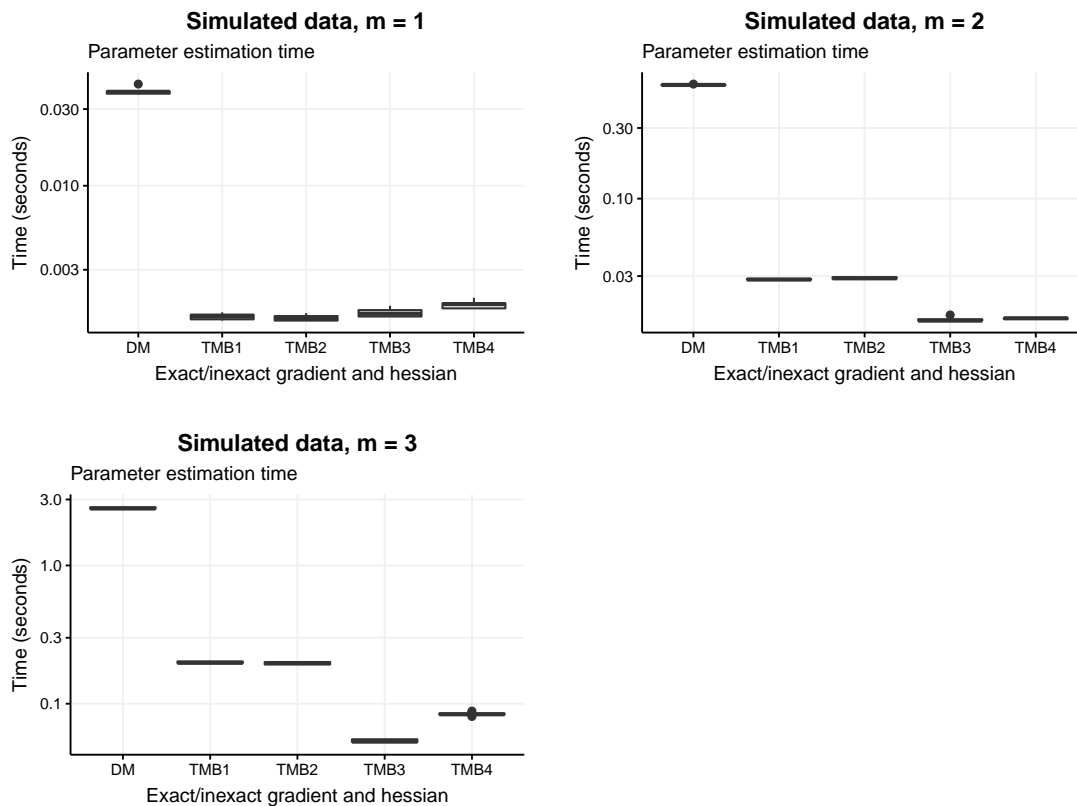 Simulated data, m = 1
Parameter estimation time
Time (seconds)
0.030
0.010
0.003
DM TMB1 TMB2 TMB3 TMB4
Exact/inexact gradient and hessian
Simulated data, m = 2
Parameter estimation time
Time (seconds)
0.30
0.10
0.03
DM TMB1 TMB2 TMB3 TMB4
Exact/inexact gradient and hessian
Simulated data, m = 3
Parameter estimation time
Time (seconds)
3.0
1.0
0.3
0.1
DM TMB1 TMB2 TMB3 TMB4
Exact/inexact gradient and hessian